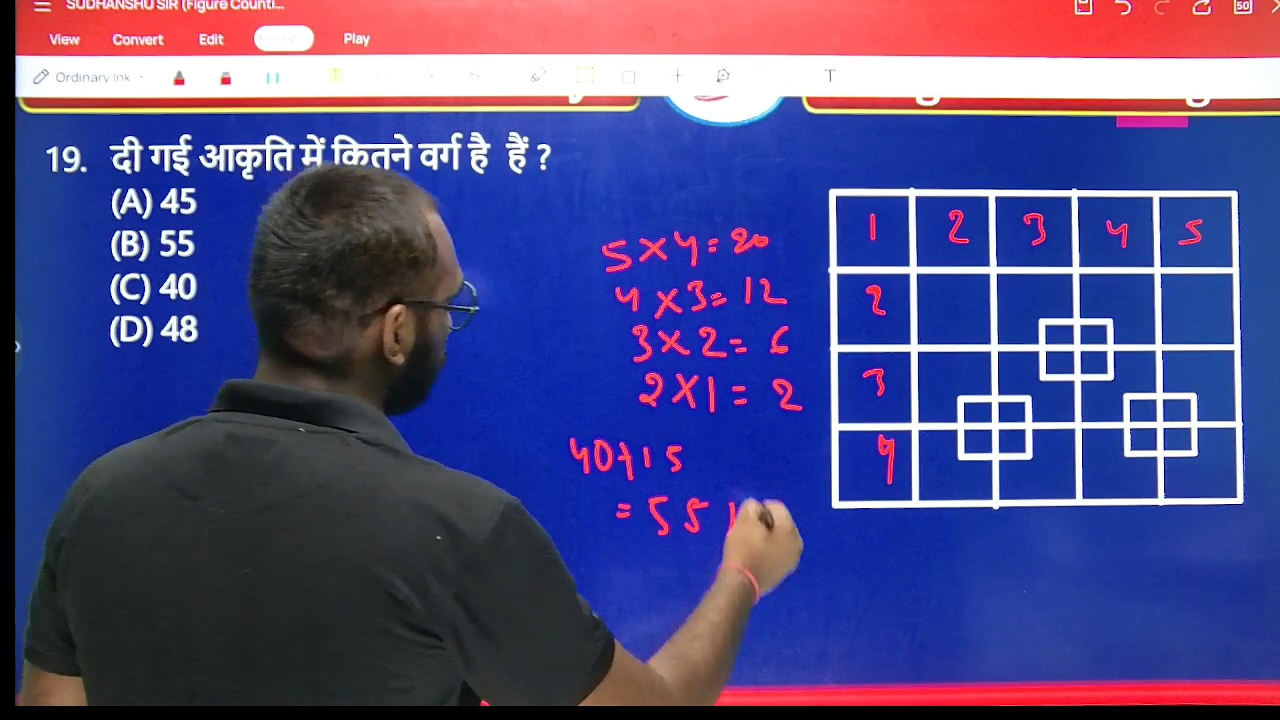 SUDHANSHU SIR (Figure Counti...
50
View Convert Edit Play
Ordinary Ink
T
19. दी गई आकृति में कितने वर्ग है हैं ?
(A) 45
(B) 55
(C) 40
(D) 48
5×4=20
4×3=12
3×2=6
2×1=2
40+15
=55
1 2 3 4 5
2
3
4